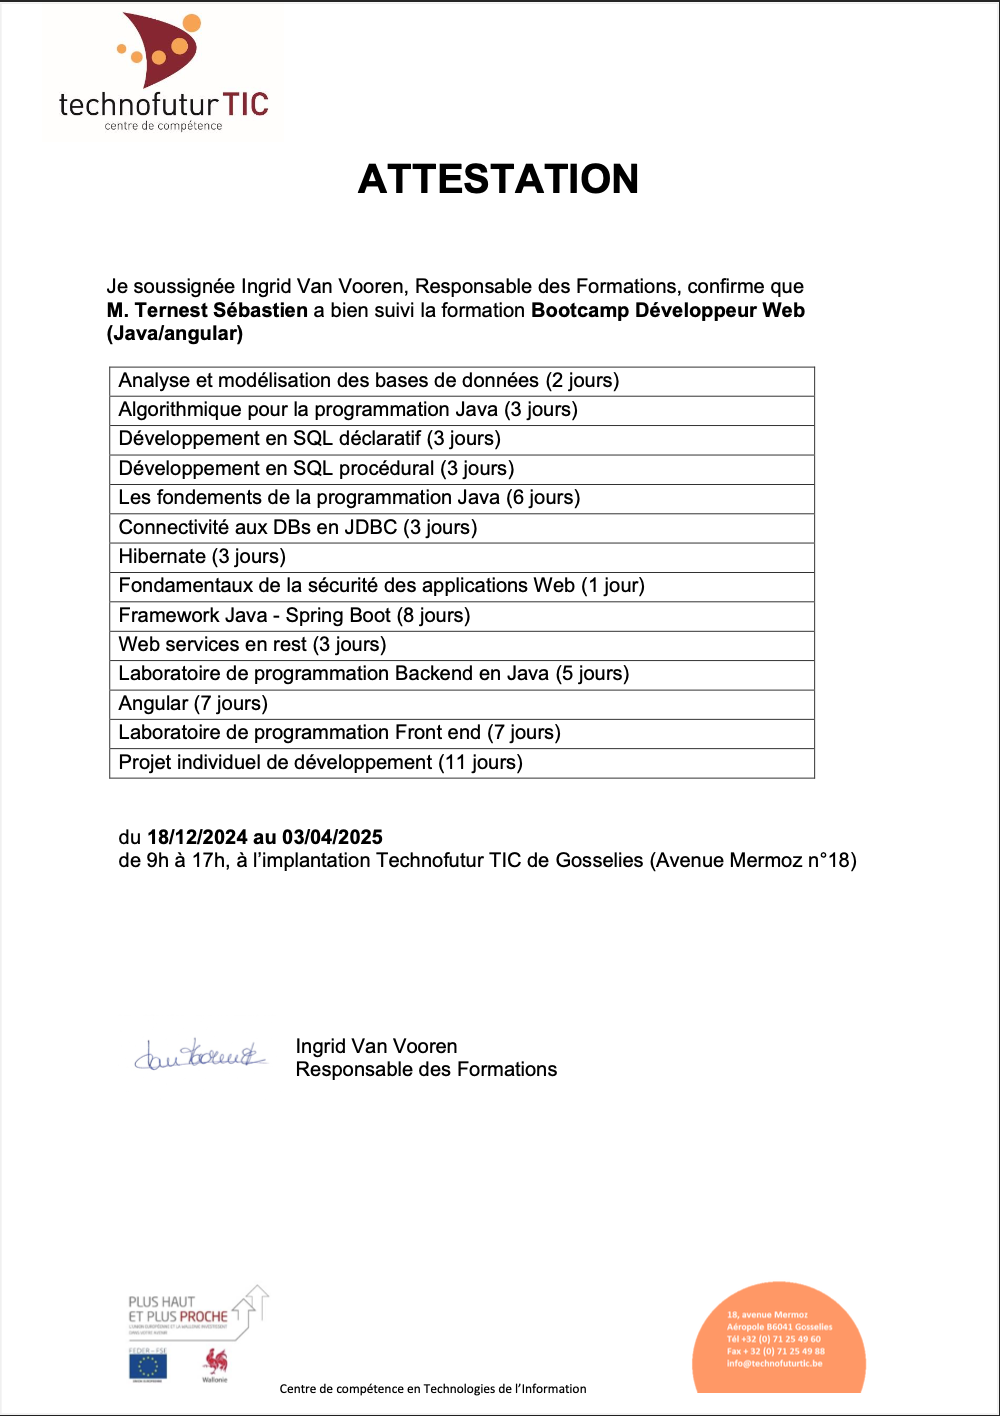 technofutur TIC
centre de compétence
ATTESTATION
Je soussignée Ingrid Van Vooren, Responsable des Formations, confirme que
M. Ternest Sébastien a bien suivi la formation Bootcamp Développeur Web
(Java/angular)
Analyse et modélisation des bases de données (2 jours)
Algorithmique pour la programmation Java (3 jours)
Développement en SQL déclaratif (3 jours)
Développement en SQL procédural (3 jours)
Les fondements de la programmation Java (6 jours)
Connectivité aux DBs en JDBC (3 jours)
Hibernate (3 jours)
Fondamentaux de la sécurité des applications Web (1 jour)
Framework Java - Spring Boot (8 jours)
Web services en rest (3 jours)
Laboratoire de programmation Backend en Java (5 jours)
Angular (7 jours)
Laboratoire de programmation Front end (7 jours)
Projet individuel de développement (11 jours)
du 18/12/2024 au 03/04/2025
de 9h à 17h, à l’implantation Technofutur TIC de Gosselies (Avenue Mermoz n°18)
Ingrid Van Vooren
Responsable des Formations
PLUS HAUT
ET PLUS PROCHE
L'UNION EUROPÉENNE ET LA WALLONIE INVESTISSENT
DANS VOTRE AVENIR
FEDER–FSE
Wallonie
Centre de compétence en Technologies de l’Information
18, avenue Mermoz
Aéropole B6041 Gosselies
Tél +32 (0) 71 25 49 60
Fax + 32 (0) 71 25 49 88
info@technofuturtic.be